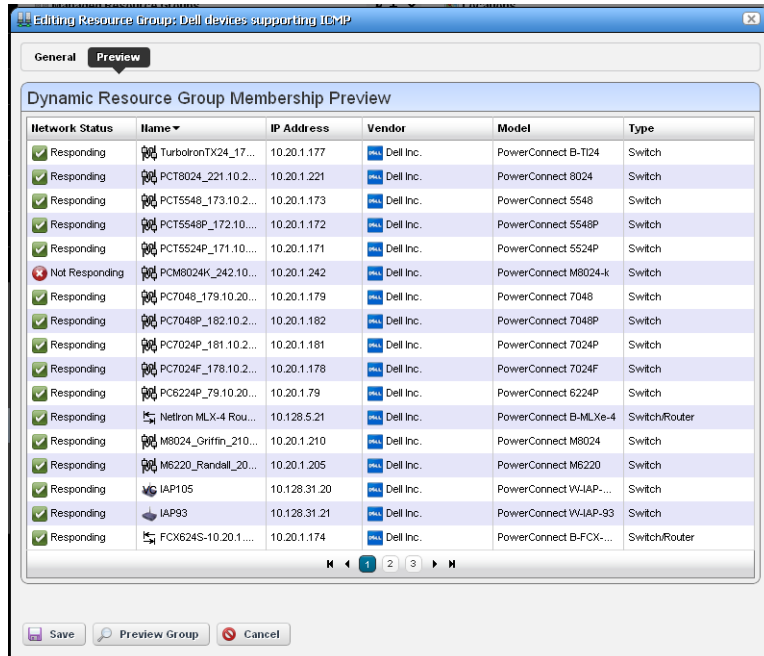 Editing Resource Group: Dell devices supporting ICMP
General Preview
Dynamic Resource Group Membership Preview
Network Status Name IP Address Vendor Model Type
Responding TurboIronTX24_17... 10.20.1.177 Dell Inc. PowerConnect B-TI24 Switch
Responding PCT8024_221.10.2... 10.20.1.221 Dell Inc. PowerConnect 8024 Switch
Responding PCT5548_173.10.2... 10.20.1.173 Dell Inc. PowerConnect 5548 Switch
Responding PCT5548P_172.10.... 10.20.1.172 Dell Inc. PowerConnect 5548P Switch
Responding PCT5524P_171.10.... 10.20.1.171 Dell Inc. PowerConnect 5524P Switch
Not Responding PCM8024K_242.10... 10.20.1.242 Dell Inc. PowerConnect M8024-k Switch
Responding PC7048_179.10.20... 10.20.1.179 Dell Inc. PowerConnect 7048 Switch
Responding PC7048P_182.10.2... 10.20.1.182 Dell Inc. PowerConnect 7048P Switch
Responding PC7024P_181.10.2... 10.20.1.181 Dell Inc. PowerConnect 7024P Switch
Responding PC7024F_178.10.2... 10.20.1.178 Dell Inc. PowerConnect 7024F Switch
Responding PC6224P_79.10.20... 10.20.1.79 Dell Inc. PowerConnect 6224P Switch
Responding NetIron MLX-4 Rou... 10.128.5.21 Dell Inc. PowerConnect B-MLXe-4 Switch/Router
Responding M8024_Griffin_210... 10.20.1.210 Dell Inc. PowerConnect M8024 Switch
Responding M6220_Randall_20... 10.20.1.205 Dell Inc. PowerConnect M6220 Switch
Responding IAP105 10.128.31.20 Dell Inc. PowerConnect W-IAP-... Switch
Responding IAP93 10.128.31.21 Dell Inc. PowerConnect W-IAP-93 Switch
Responding FCX624S-10.20.1.... 10.20.1.174 Dell Inc. PowerConnect B-FCX-... Switch/Router
1 2 3
Save Preview Group Cancel